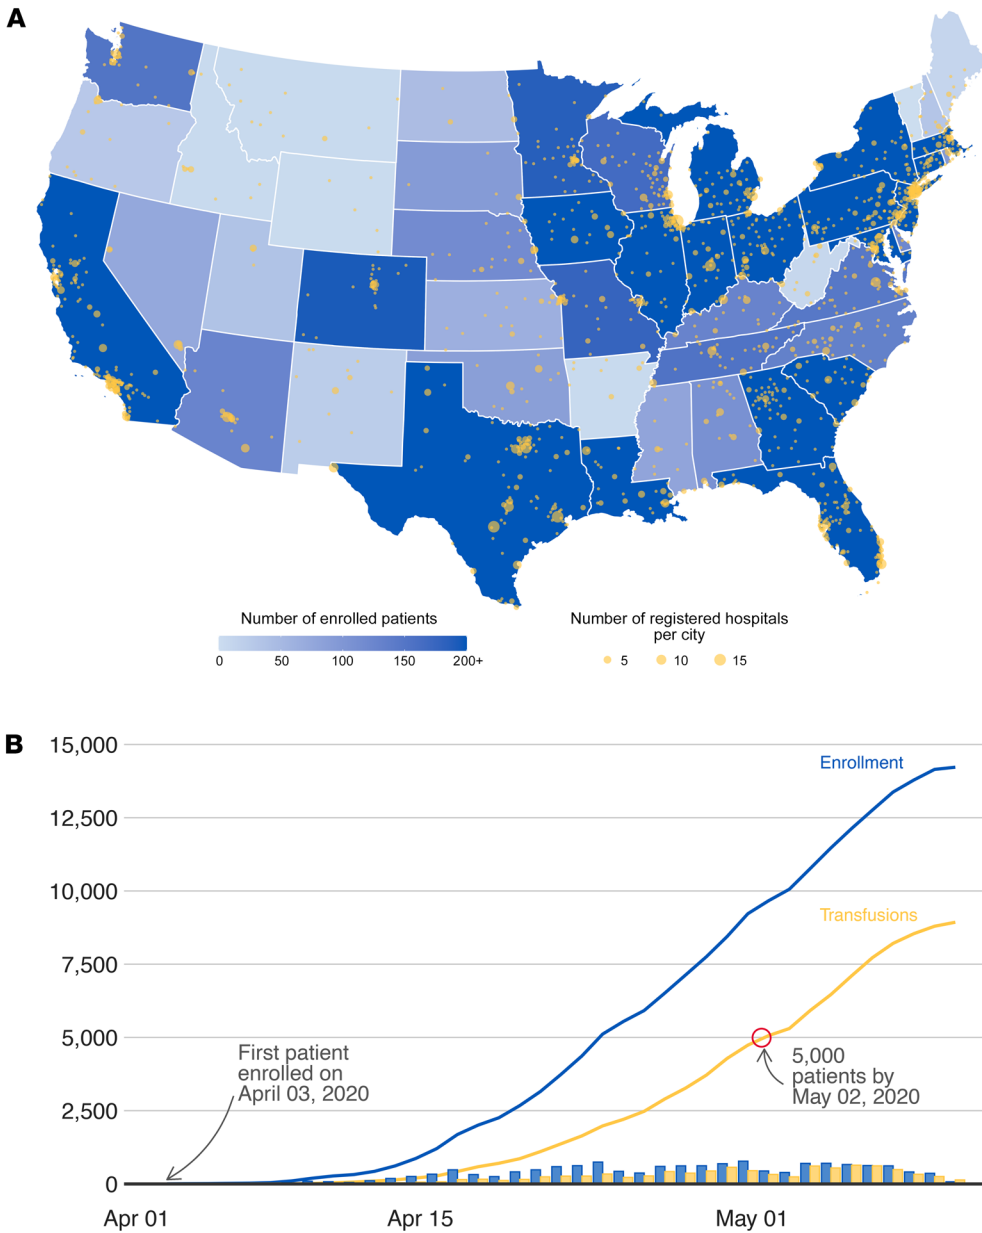 A
Number of enrolled patients
0 50 100 150 200+
Number of registered hospitals
per city
5 10 15
B
15,000
12,500
10,000
7,500
5,000
2,500
0
Enrollment
Transfusions
First patient
enrolled on
April 03, 2020
5,000
patients by
May 02, 2020
Apr 01 Apr 15 May 01